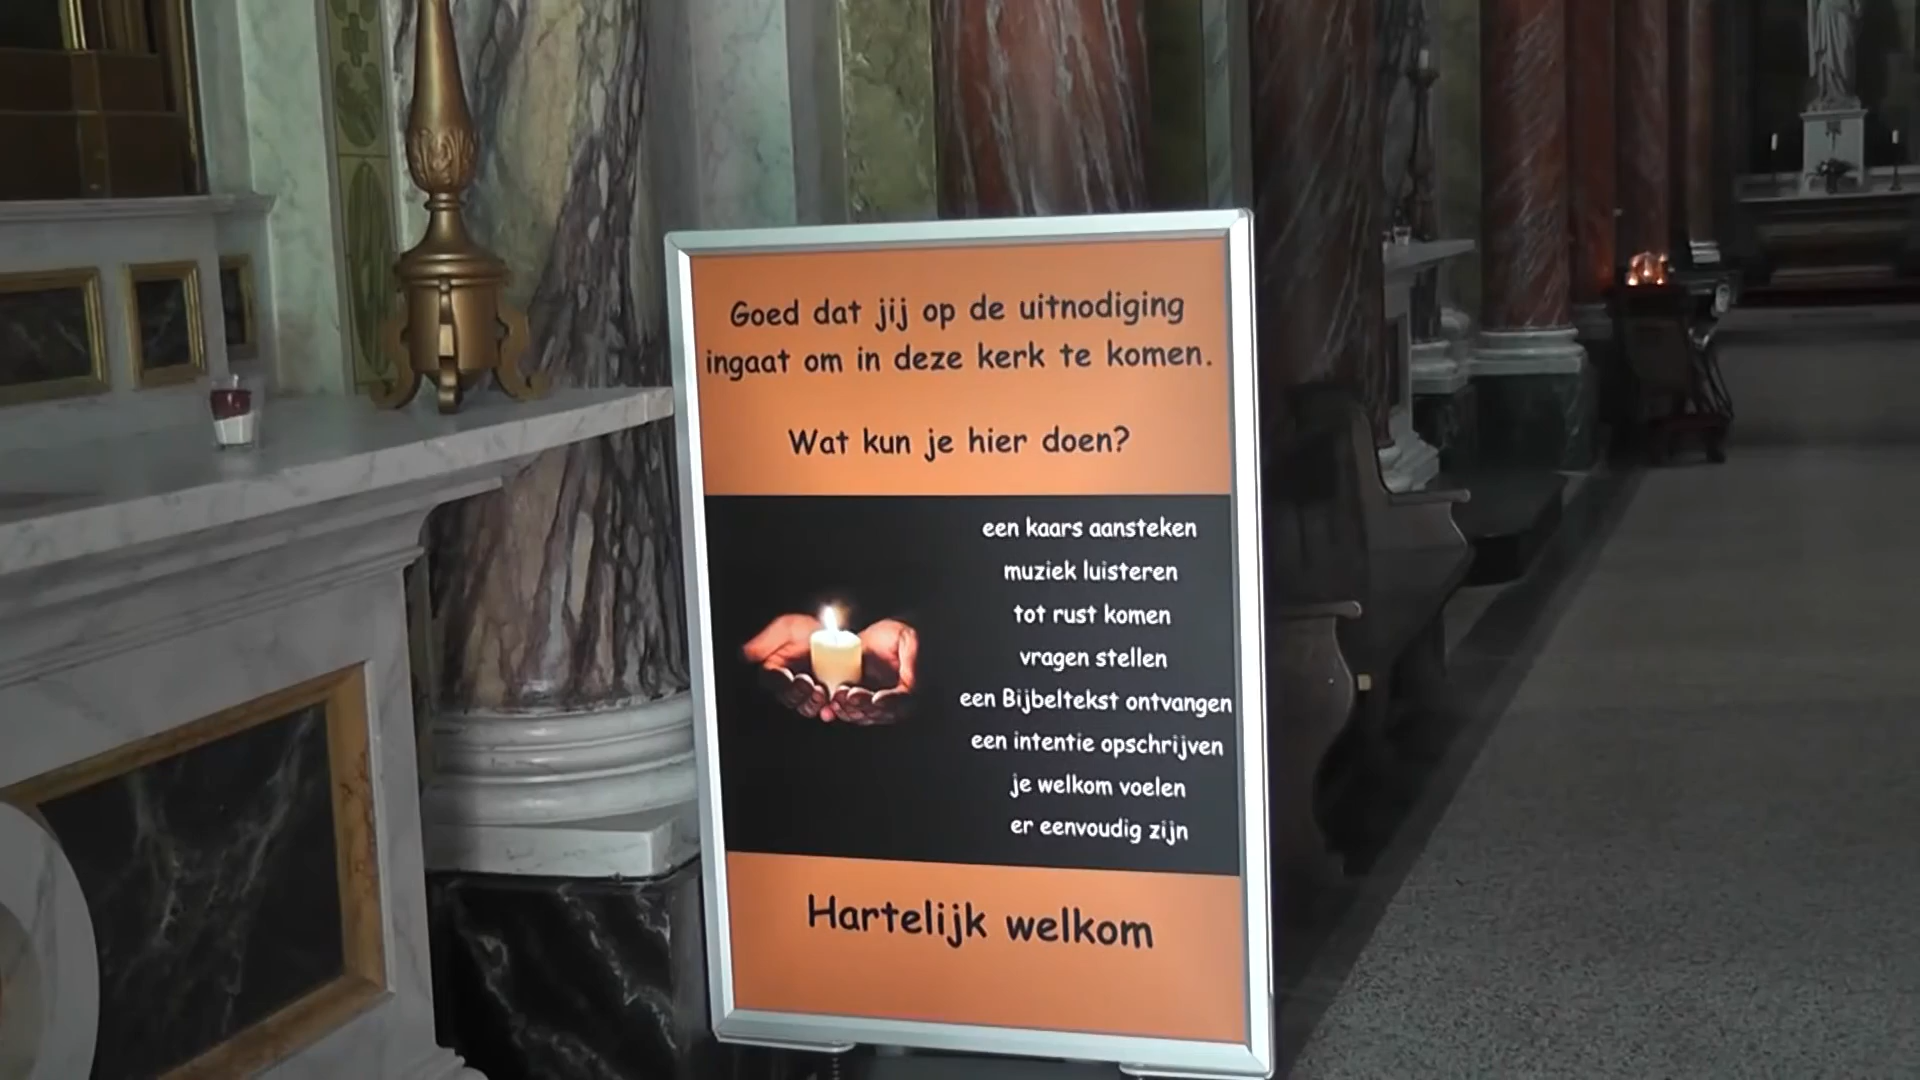 Goed dat jij op de uitnodiging
ingaat om in deze kerk te komen.
Wat kun je hier doen?
een kaars aansteken
muziek luisteren
tot rust komen
vragen stellen
een Bijbeltekst ontvangen
een intentie opschrijven
je welkom voelen
er eenvoudig zijn
Hartelijk welkom